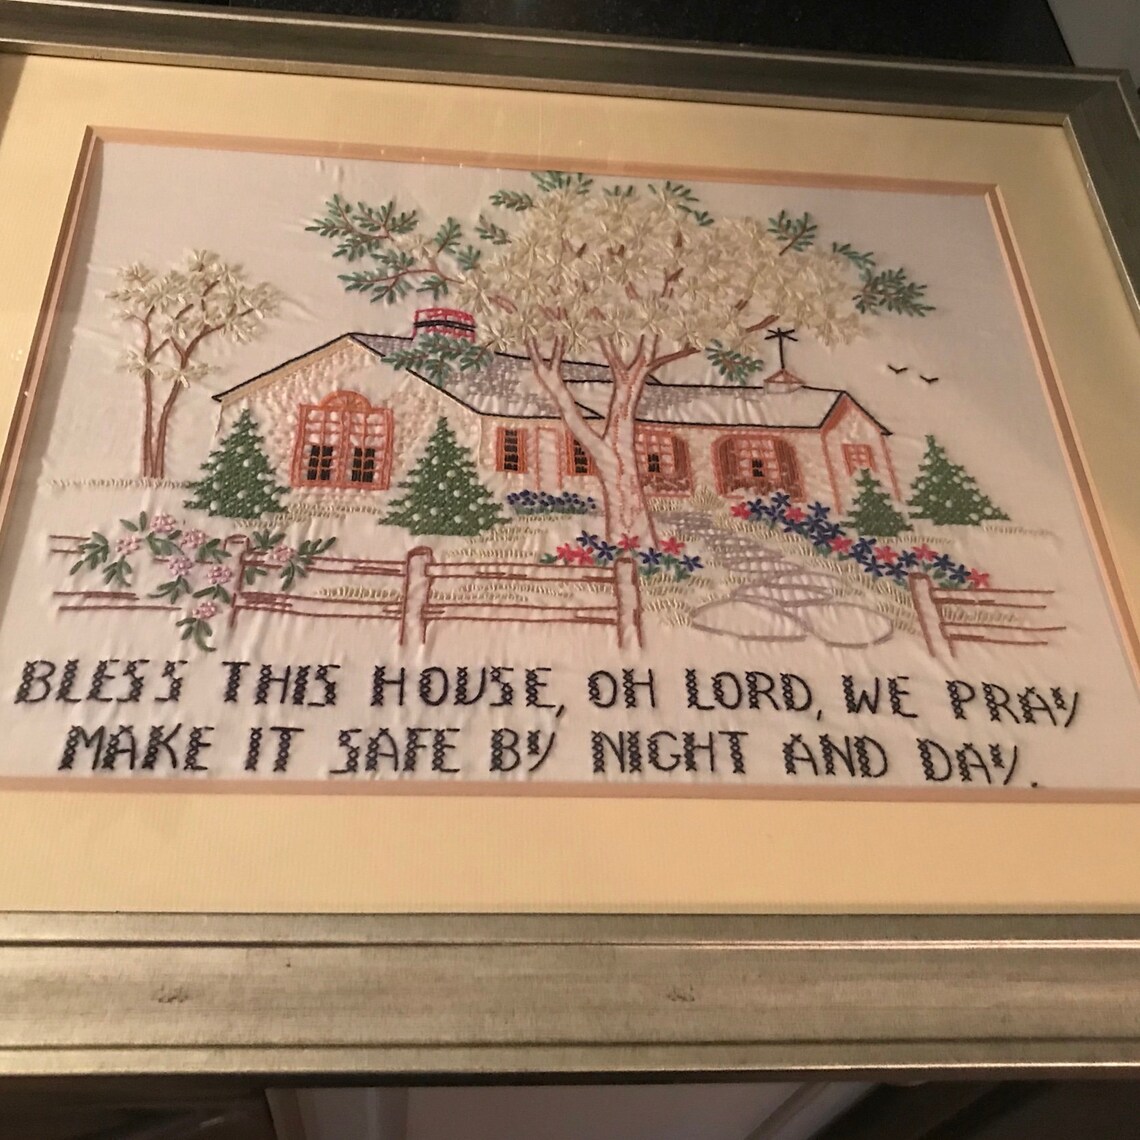 BLESS THIS HOUSE, OH LORD, WE PRAY
MAKE IT SAFE BY NIGHT AND DAY.